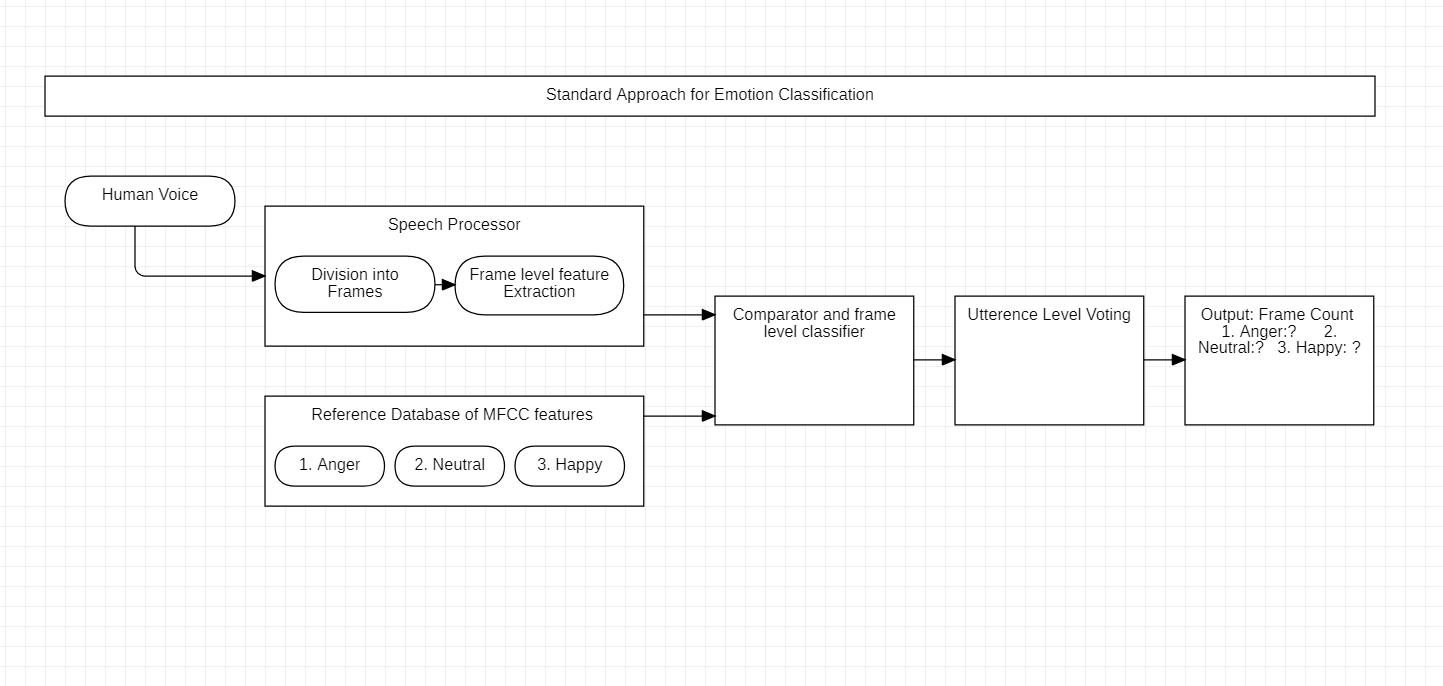 Standard Approach for Emotion Classification
Human Voice
Speech Processor
Division into
Frames
Frame level feature
Extraction
Comparator and frame
level classifier
Utterence Level Voting
Output: Frame Count
1. Anger:? 2.
Neutral:? 3. Happy: ?
Reference Database of MFCC features
1. Anger
2. Neutral
3. Happy